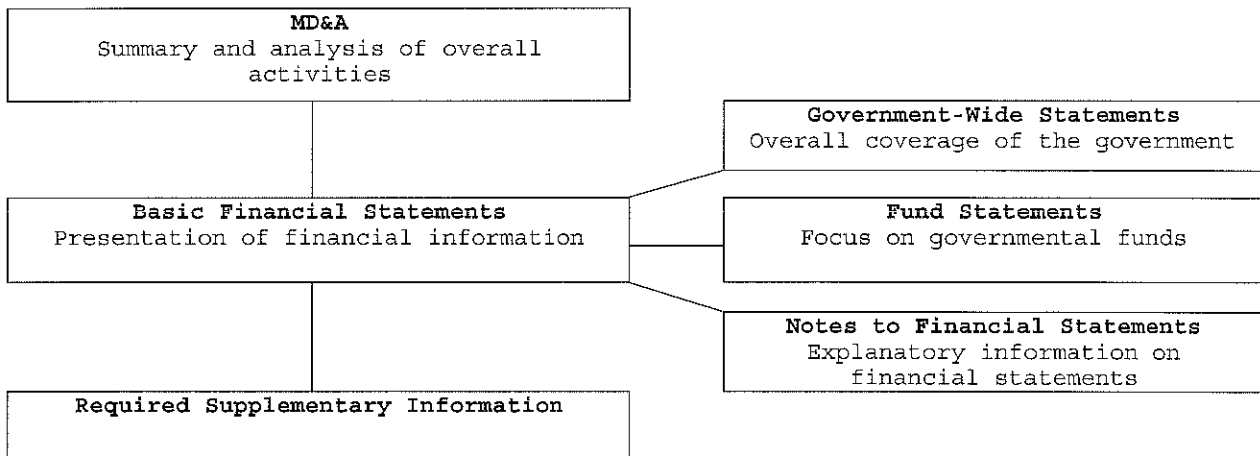 MD&A
Summary and analysis of overall
activities
Government-Wide Statements
Overall coverage of the government
Basic Financial Statements
Presentation of financial information
Fund Statements
Focus on governmental funds
Notes to Financial Statements
Explanatory information on
financial statements
Required Supplementary Information